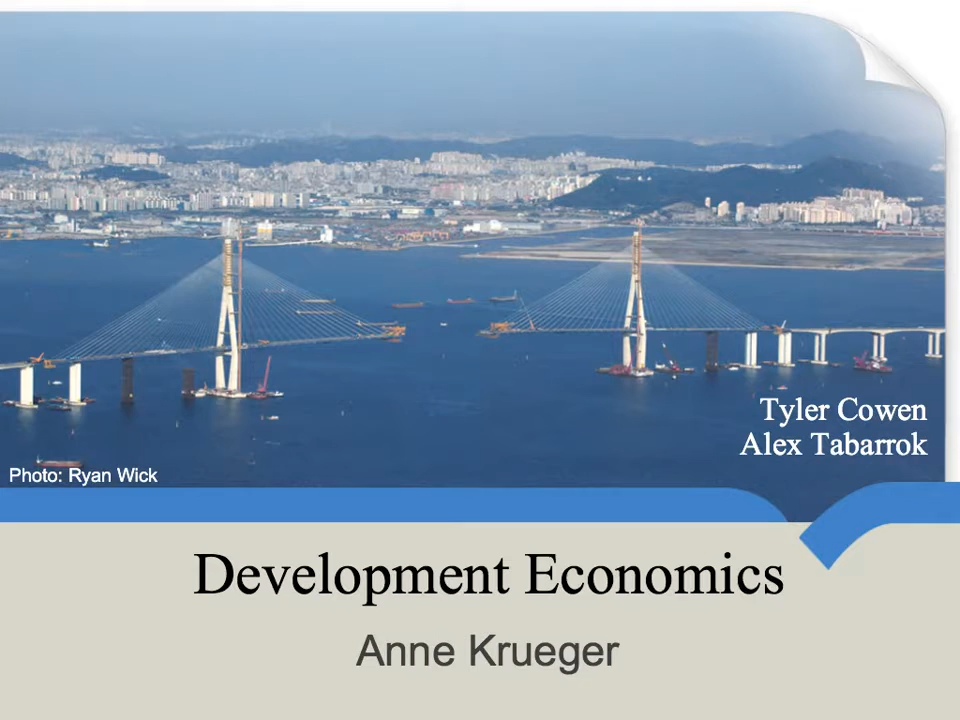 Tyler Cowen
Alex Tabarrok
Photo: Ryan Wick
Development Economics
Anne Krueger